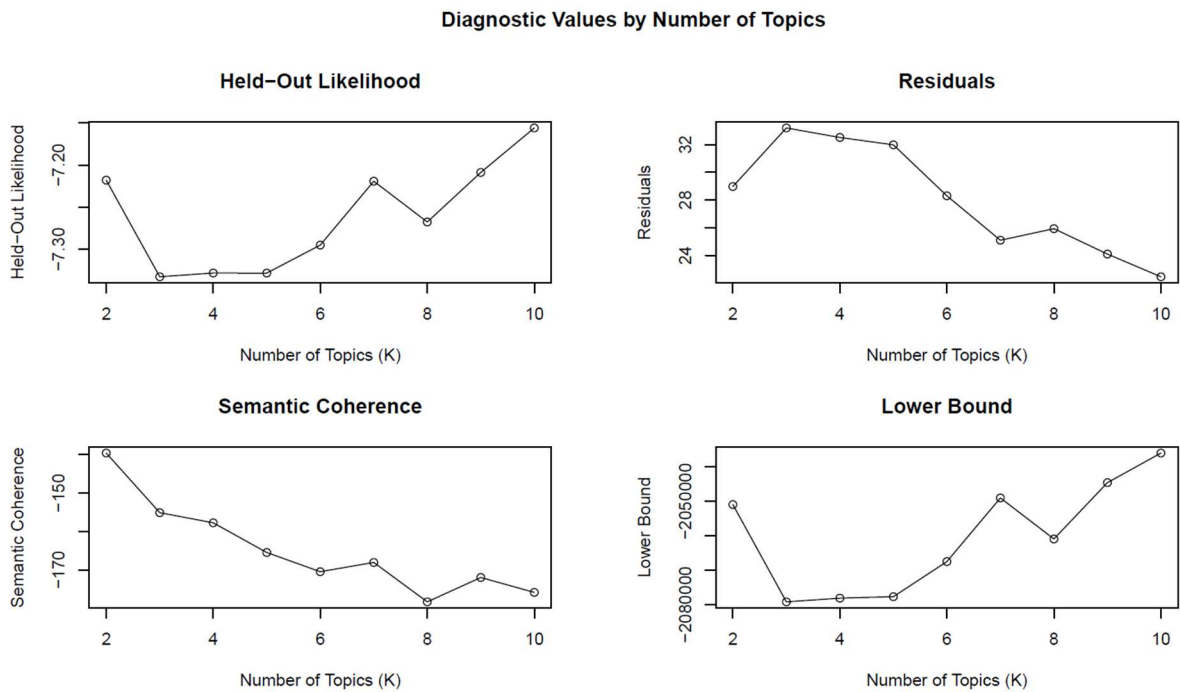 Diagnostic Values by Number of Topics
Held−Out Likelihood
Held−Out Likelihood
−7.20
−7.30
2 4 6 8 10
Number of Topics (K)
Residuals
Residuals
32
28
24
2 4 6 8 10
Number of Topics (K)
Semantic Coherence
Semantic Coherence
−150
−170
2 4 6 8 10
Number of Topics (K)
Lower Bound
Lower Bound
−2050000
−2080000
2 4 6 8 10
Number of Topics (K)